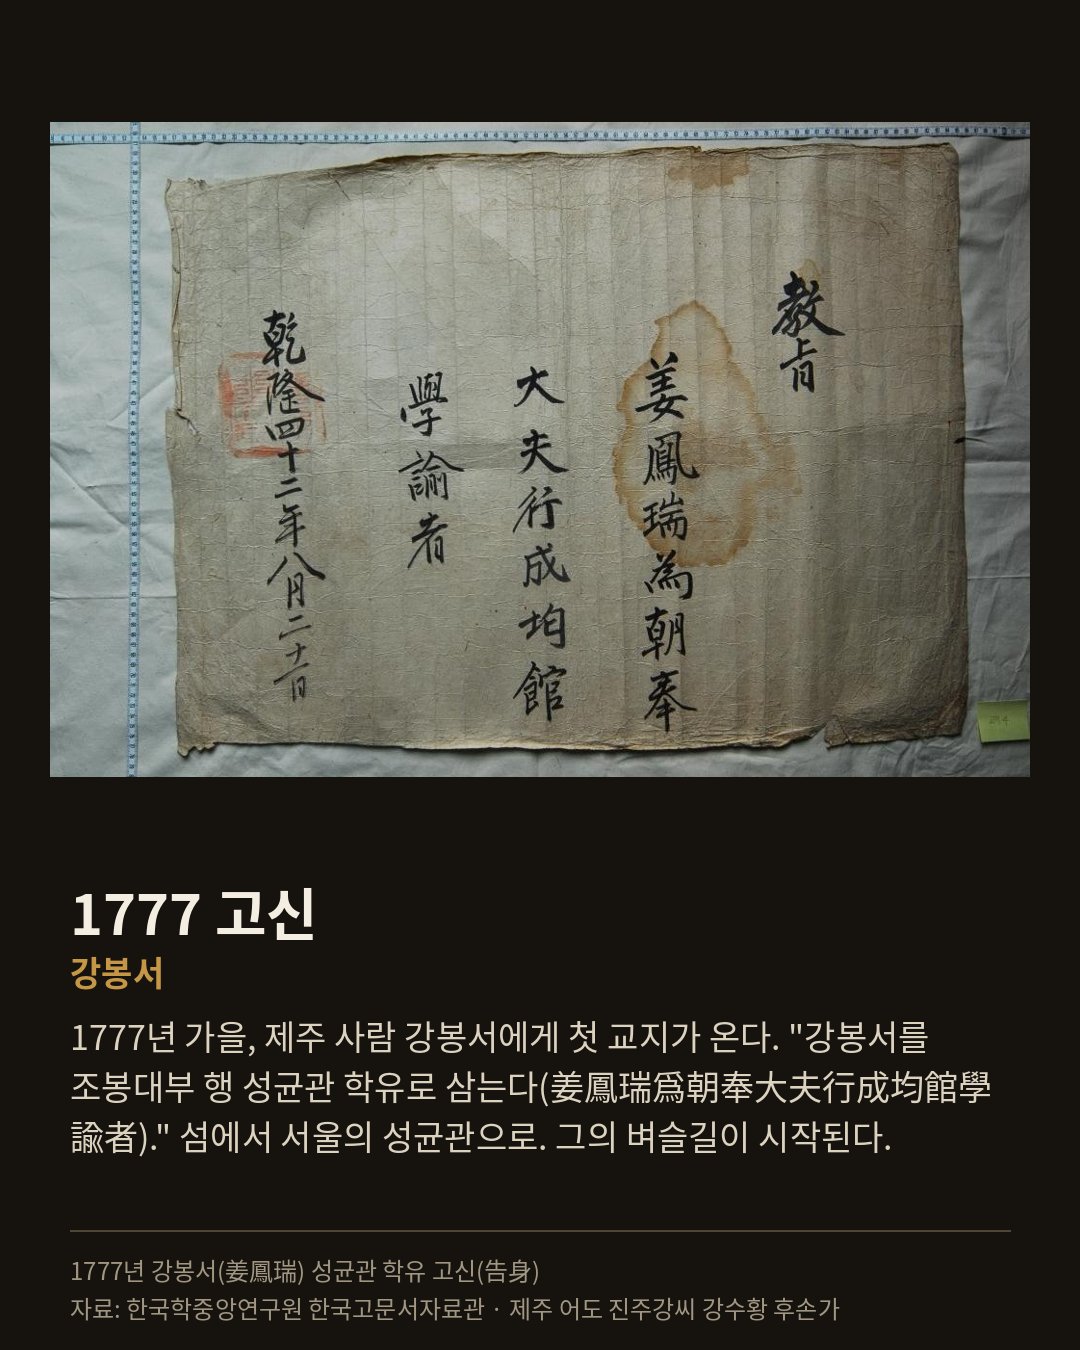 敎旨
姜鳳瑞為朝奉
大夫行成均館
學諭者
乾隆四十二年八月二十二日
1777 고신
강봉서
1777년 가을, 제주 사람 강봉서에게 첫 교지가 온다. "강봉서를
조봉대부 행 성균관 학유로 삼는다(姜鳳瑞爲朝奉大夫行成均館學
諭者)." 섬에서 서울의 성균관으로. 그의 벼슬길이 시작된다.
1777년 강봉서(姜鳳瑞) 성균관 학유 고신(告身)
자료: 한국학중앙연구원 한국고문서자료관 · 제주 어도 진주강씨 강수황 후손가